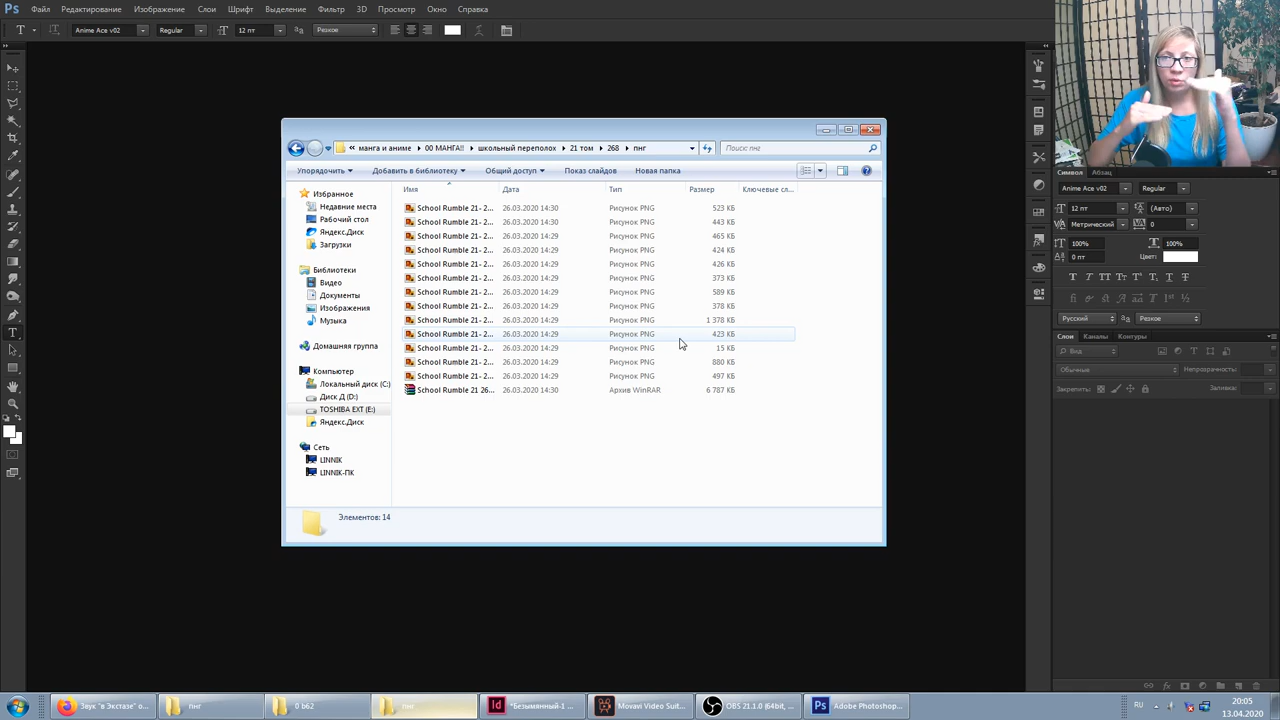 Ps Файл Редактирование Изображение Слои Шрифт Выделение Фильтр 3D Просмотр Окно Справка
T Anime Ace v02 Regular 12 пт Резкое
« манга и аниме 00 МАНГА!! школьный переполох 21 том 268 пнг Поиск: пнг
Упорядочить Добавить в библиотеку Общий доступ Показ слайдов Новая папка
Имя Дата Тип Размер Ключевые сл...
School Rumble 21- 2... 26.03.2020 14:30 Рисунок PNG 523 КБ
School Rumble 21- 2... 26.03.2020 14:30 Рисунок PNG 443 КБ
School Rumble 21- 2... 26.03.2020 14:29 Рисунок PNG 465 КБ
School Rumble 21- 2... 26.03.2020 14:29 Рисунок PNG 424 КБ
School Rumble 21- 2... 26.03.2020 14:29 Рисунок PNG 426 КБ
School Rumble 21- 2... 26.03.2020 14:29 Рисунок PNG 373 КБ
School Rumble 21- 2... 26.03.2020 14:29 Рисунок PNG 589 КБ
School Rumble 21- 2... 26.03.2020 14:29 Рисунок PNG 378 КБ
School Rumble 21- 2... 26.03.2020 14:29 Рисунок PNG 1 378 КБ
School Rumble 21- 2... 26.03.2020 14:29 Рисунок PNG 423 КБ
School Rumble 21- 2... 26.03.2020 14:29 Рисунок PNG 15 КБ
School Rumble 21- 2... 26.03.2020 14:29 Рисунок PNG 880 КБ
School Rumble 21- 2... 26.03.2020 14:29 Рисунок PNG 497 КБ
School Rumble 21 26... 26.03.2020 14:30 Архив WinRAR 6 787 КБ
Избранное
Недавние места
Рабочий стол
Яндекс.Диск
Загрузки
Библиотеки
Видео
Документы
Изображения
Музыка
Домашняя группа
Компьютер
Локальный диск (C:)
Диск Д (D:)
TOSHIBA EXT (E:)
Яндекс.Диск
Сеть
LINNIK
LINNIK-ПК
Элементов: 14
Символ Абзац
Anime Ace v02 Regular
12 пт (Авто)
Метрический 0
100% 100%
0 пт Цвет:
Русский Резкое
Слои Каналы Контуры
Вид
Обычные Непрозрачность:
Закрепить: Заливка:
Звук "в Экстазе" о... пнг 0 b62 пнг *Безымянный-1 ... Movavi Video Suit... OBS 21.1.0 (64bit, ... Adobe Photoshop... RU 20:05
13.04.2020